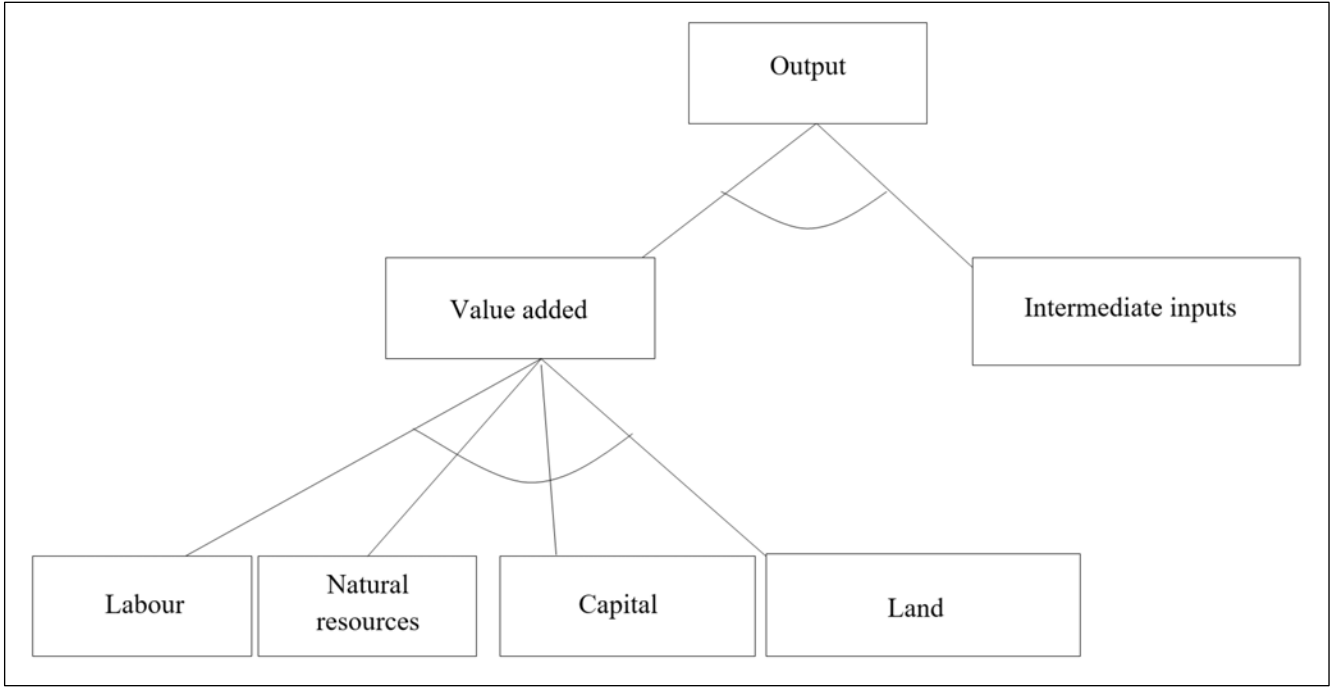 Output
Value added
Intermediate inputs
Labour
Natural
resources
Capital
Land